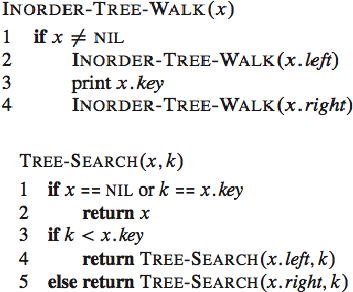 INORDER-TREE-WALK(x)
1 if x ≠ NIL
2 INORDER-TREE-WALK(x.left)
3 print x.key
4 INORDER-TREE-WALK(x.right)
TREE-SEARCH(x, k)
1 if x == NIL or k == x.key
2 return x
3 if k < x.key
4 return TREE-SEARCH(x.left, k)
5 else return TREE-SEARCH(x.right, k)